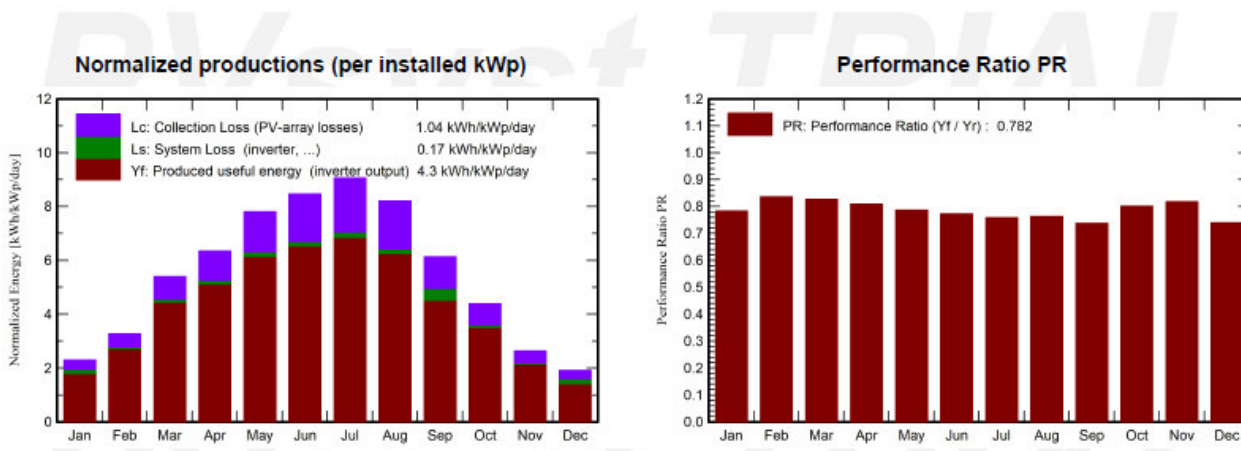 PVsyst TRIAL
Normalized productions (per installed kWp)
12
10
8
6
4
2
0
Normalized Energy [kWh/kWp/day]
Lc: Collection Loss (PV-array losses) 1.04 kWh/kWp/day
Ls: System Loss (inverter, ...) 0.17 kWh/kWp/day
Yf: Produced useful energy (inverter output) 4.3 kWh/kWp/day
Jan Feb Mar Apr May Jun Jul Aug Sep Oct Nov Dec
Performance Ratio PR
1.2
1.1
1.0
0.9
0.8
0.7
0.6
0.5
0.4
0.3
0.2
0.1
0.0
Performance Ratio PR
PR: Performance Ratio (Yf / Yr) : 0.782
Jan Feb Mar Apr May Jun Jul Aug Sep Oct Nov Dec